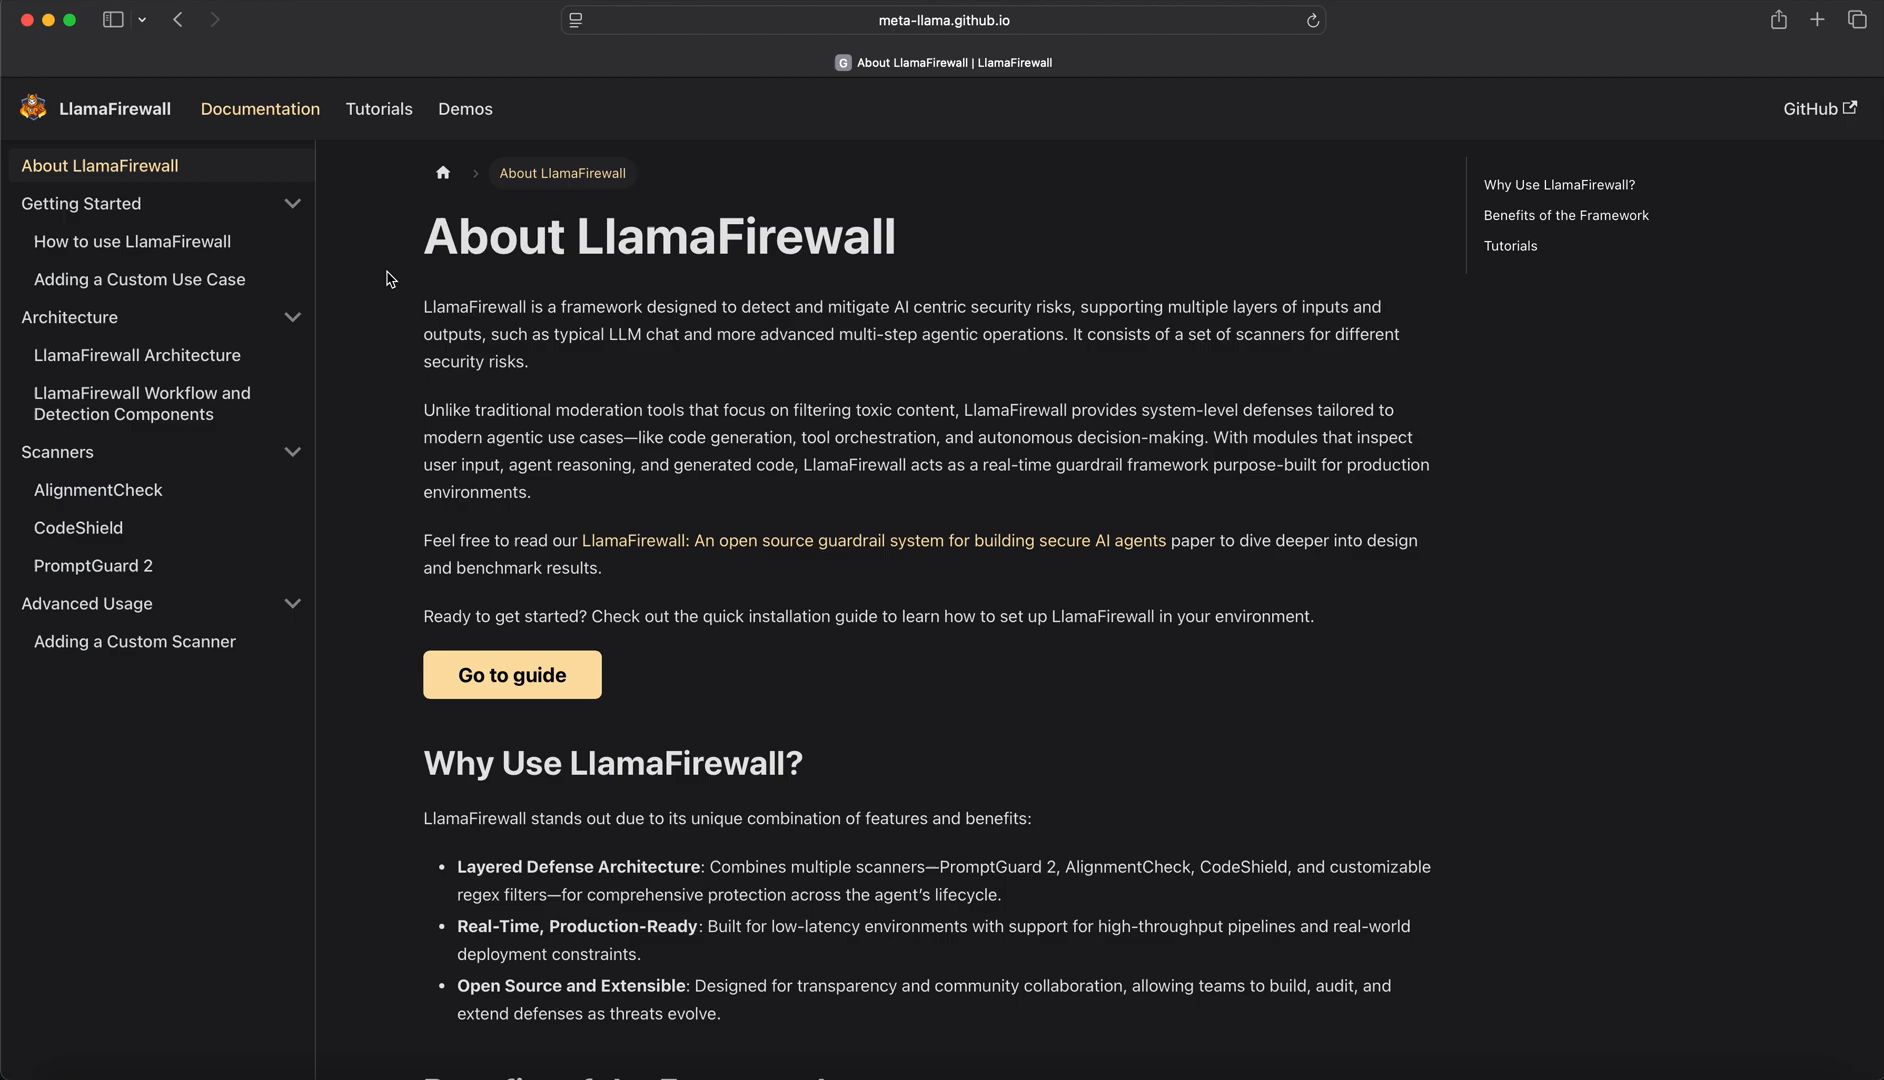 meta-llama.github.io
G About LlamaFirewall | LlamaFirewall
LlamaFirewall Documentation Tutorials Demos GitHub
About LlamaFirewall
Getting Started
How to use LlamaFirewall
Adding a Custom Use Case
Architecture
LlamaFirewall Architecture
LlamaFirewall Workflow and
Detection Components
Scanners
AlignmentCheck
CodeShield
PromptGuard 2
Advanced Usage
Adding a Custom Scanner
About LlamaFirewall
About LlamaFirewall
LlamaFirewall is a framework designed to detect and mitigate AI centric security risks, supporting multiple layers of inputs and
outputs, such as typical LLM chat and more advanced multi-step agentic operations. It consists of a set of scanners for different
security risks.
Unlike traditional moderation tools that focus on filtering toxic content, LlamaFirewall provides system-level defenses tailored to
modern agentic use cases—like code generation, tool orchestration, and autonomous decision-making. With modules that inspect
user input, agent reasoning, and generated code, LlamaFirewall acts as a real-time guardrail framework purpose-built for production
environments.
Feel free to read our LlamaFirewall: An open source guardrail system for building secure AI agents paper to dive deeper into design
and benchmark results.
Ready to get started? Check out the quick installation guide to learn how to set up LlamaFirewall in your environment.
Go to guide
Why Use LlamaFirewall?
LlamaFirewall stands out due to its unique combination of features and benefits:
• Layered Defense Architecture: Combines multiple scanners—PromptGuard 2, AlignmentCheck, CodeShield, and customizable
regex filters—for comprehensive protection across the agent's lifecycle.
• Real-Time, Production-Ready: Built for low-latency environments with support for high-throughput pipelines and real-world
deployment constraints.
• Open Source and Extensible: Designed for transparency and community collaboration, allowing teams to build, audit, and
extend defenses as threats evolve.
Why Use LlamaFirewall?
Benefits of the Framework
Tutorials